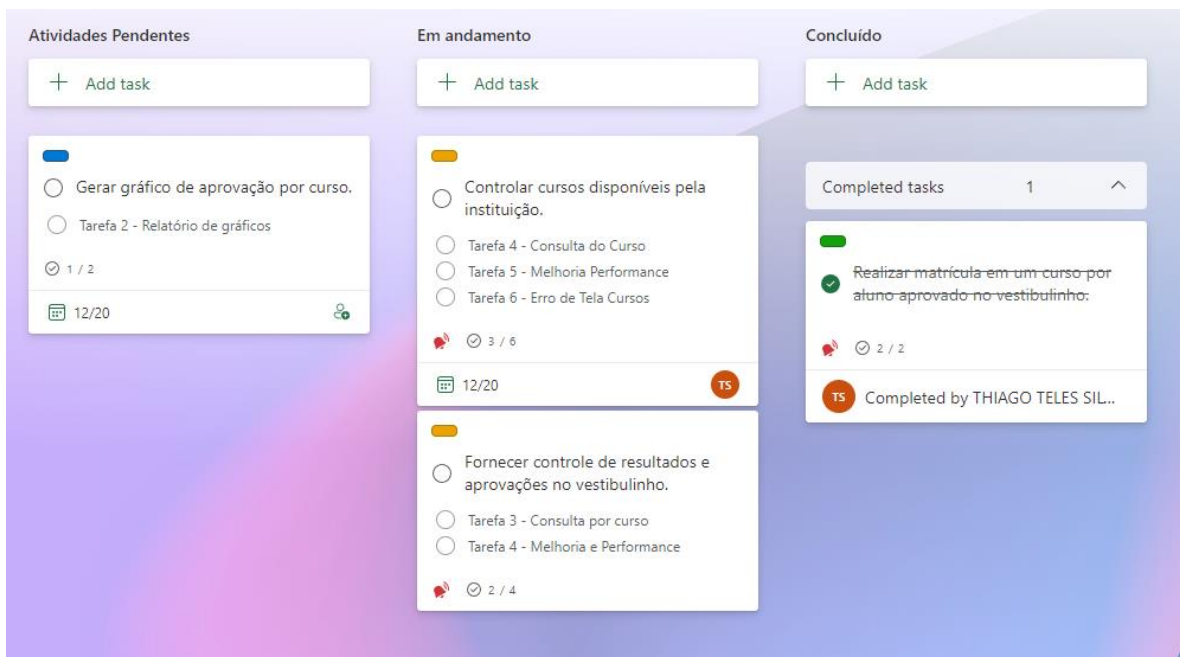 Atividades Pendentes
Add task
Gerar gráfico de aprovação por curso.
Tarefa 2 - Relatório de gráficos
1 / 2
12/20
Em andamento
Add task
Controlar cursos disponíveis pela
instituição.
Tarefa 4 - Consulta do Curso
Tarefa 5 - Melhoria Performance
Tarefa 6 - Erro de Tela Cursos
3 / 6
12/20
TS
Fornecer controle de resultados e
aprovações no vestibulinho.
Tarefa 3 - Consulta por curso
Tarefa 4 - Melhoria e Performance
2 / 4
Concluído
Add task
Completed tasks 1
Realizar matrícula em um curso por
aluno aprovado no vestibulinho.
2 / 2
TS Completed by THIAGO TELES SIL...